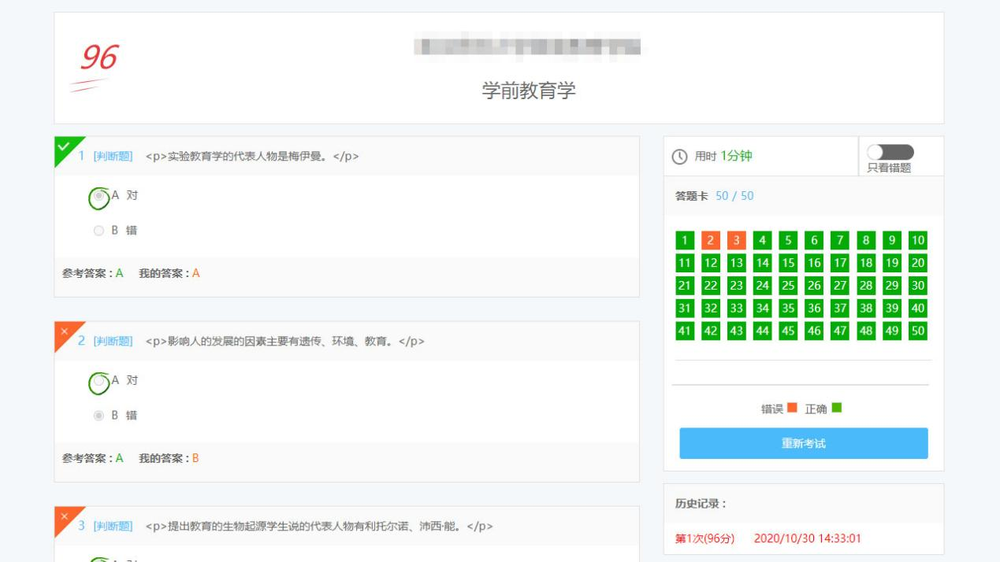 96
学前教育学
1 [判断题] <p>实验教育学的代表人物是梅伊曼。</p>
A 对
B 错
参考答案：A 我的答案：A
2 [判断题] <p>影响人的发展的因素主要有遗传、环境、教育。</p>
A 对
B 错
参考答案：A 我的答案：B
3 [判断题] <p>提出教育的生物起源学生说的代表人物有利托尔诺、沛西·能。</p>
用时 1分钟
只看错题
答题卡 50 / 50
1 2 3 4 5 6 7 8 9 10
11 12 13 14 15 16 17 18 19 20
21 22 23 24 25 26 27 28 29 30
31 32 33 34 35 36 37 38 39 40
41 42 43 44 45 46 47 48 49 50
错误 正确
重新考试
历史记录：
第1次(96分) 2020/10/30 14:33:01